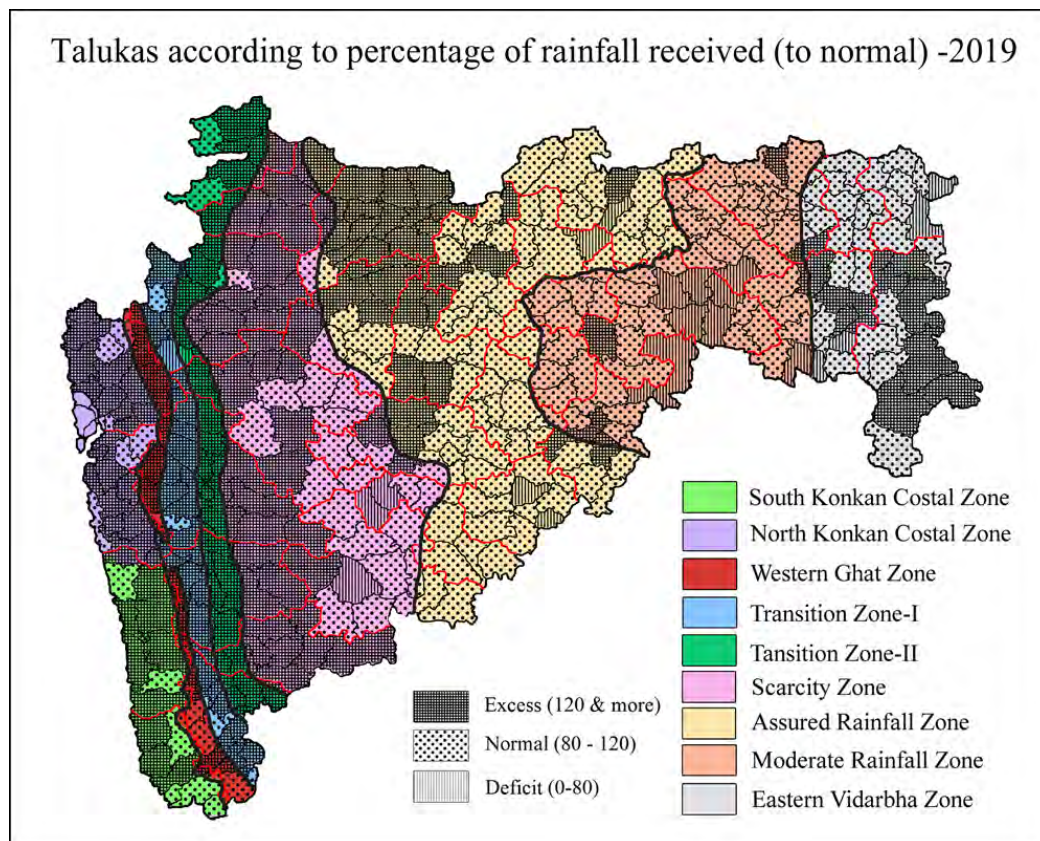 Talukas according to percentage of rainfall received (to normal) -2019
South Konkan Costal Zone
North Konkan Costal Zone
Western Ghat Zone
Transition Zone-I
Tansition Zone-II
Scarcity Zone
Assured Rainfall Zone
Moderate Rainfall Zone
Eastern Vidarbha Zone
Excess (120 & more)
Normal (80 - 120)
Deficit (0-80)